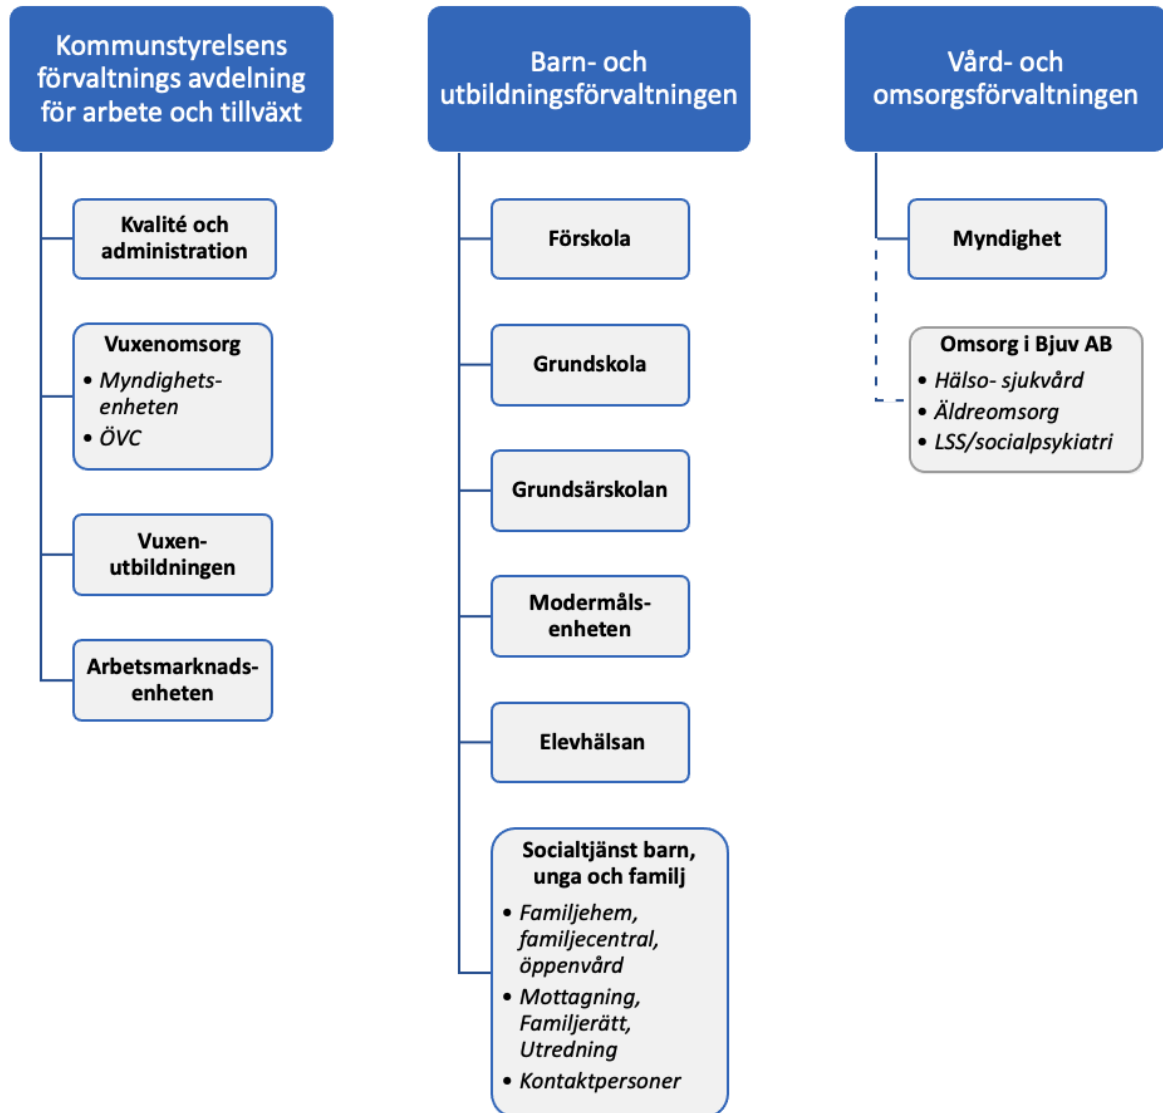 Kommunstyrelsens
förvaltnings avdelning
för arbete och tillväxt
Kvalité och
administration
Vuxenomsorg
• Myndighets-
enheten
• ÖVC
Vuxen-
utbildningen
Arbetsmarknads-
enheten
Barn- och
utbildningsförvaltningen
Förskola
Grundskola
Grundsärskolan
Modermåls-
enheten
Elevhälsan
Socialtjänst barn,
unga och familj
• Familjehem,
familjecentral,
öppenvård
• Mottagning,
Familjerätt,
Utredning
• Kontaktpersoner
Vård- och
omsorgsförvaltningen
Myndighet
Omsorg i Bjuv AB
• Hälso- sjukvård
• Äldreomsorg
• LSS/socialpsykiatri